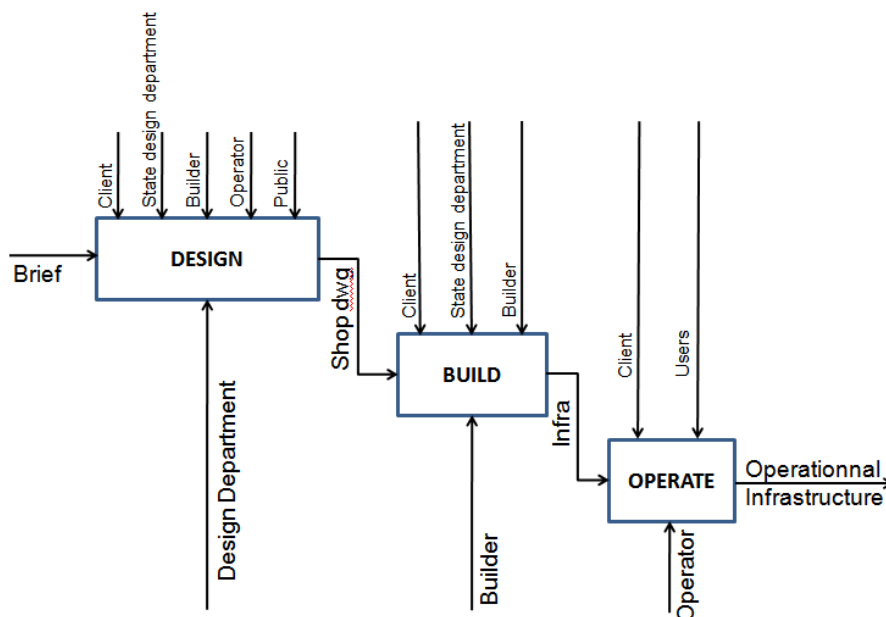 Client
State design department
Builder
Operator
Public
Brief
DESIGN
Shop dwg
Design Department
Client
State design department
Builder
BUILD
Infra
Builder
Client
Users
OPERATE
Operationnal
Infrastructure
Operator